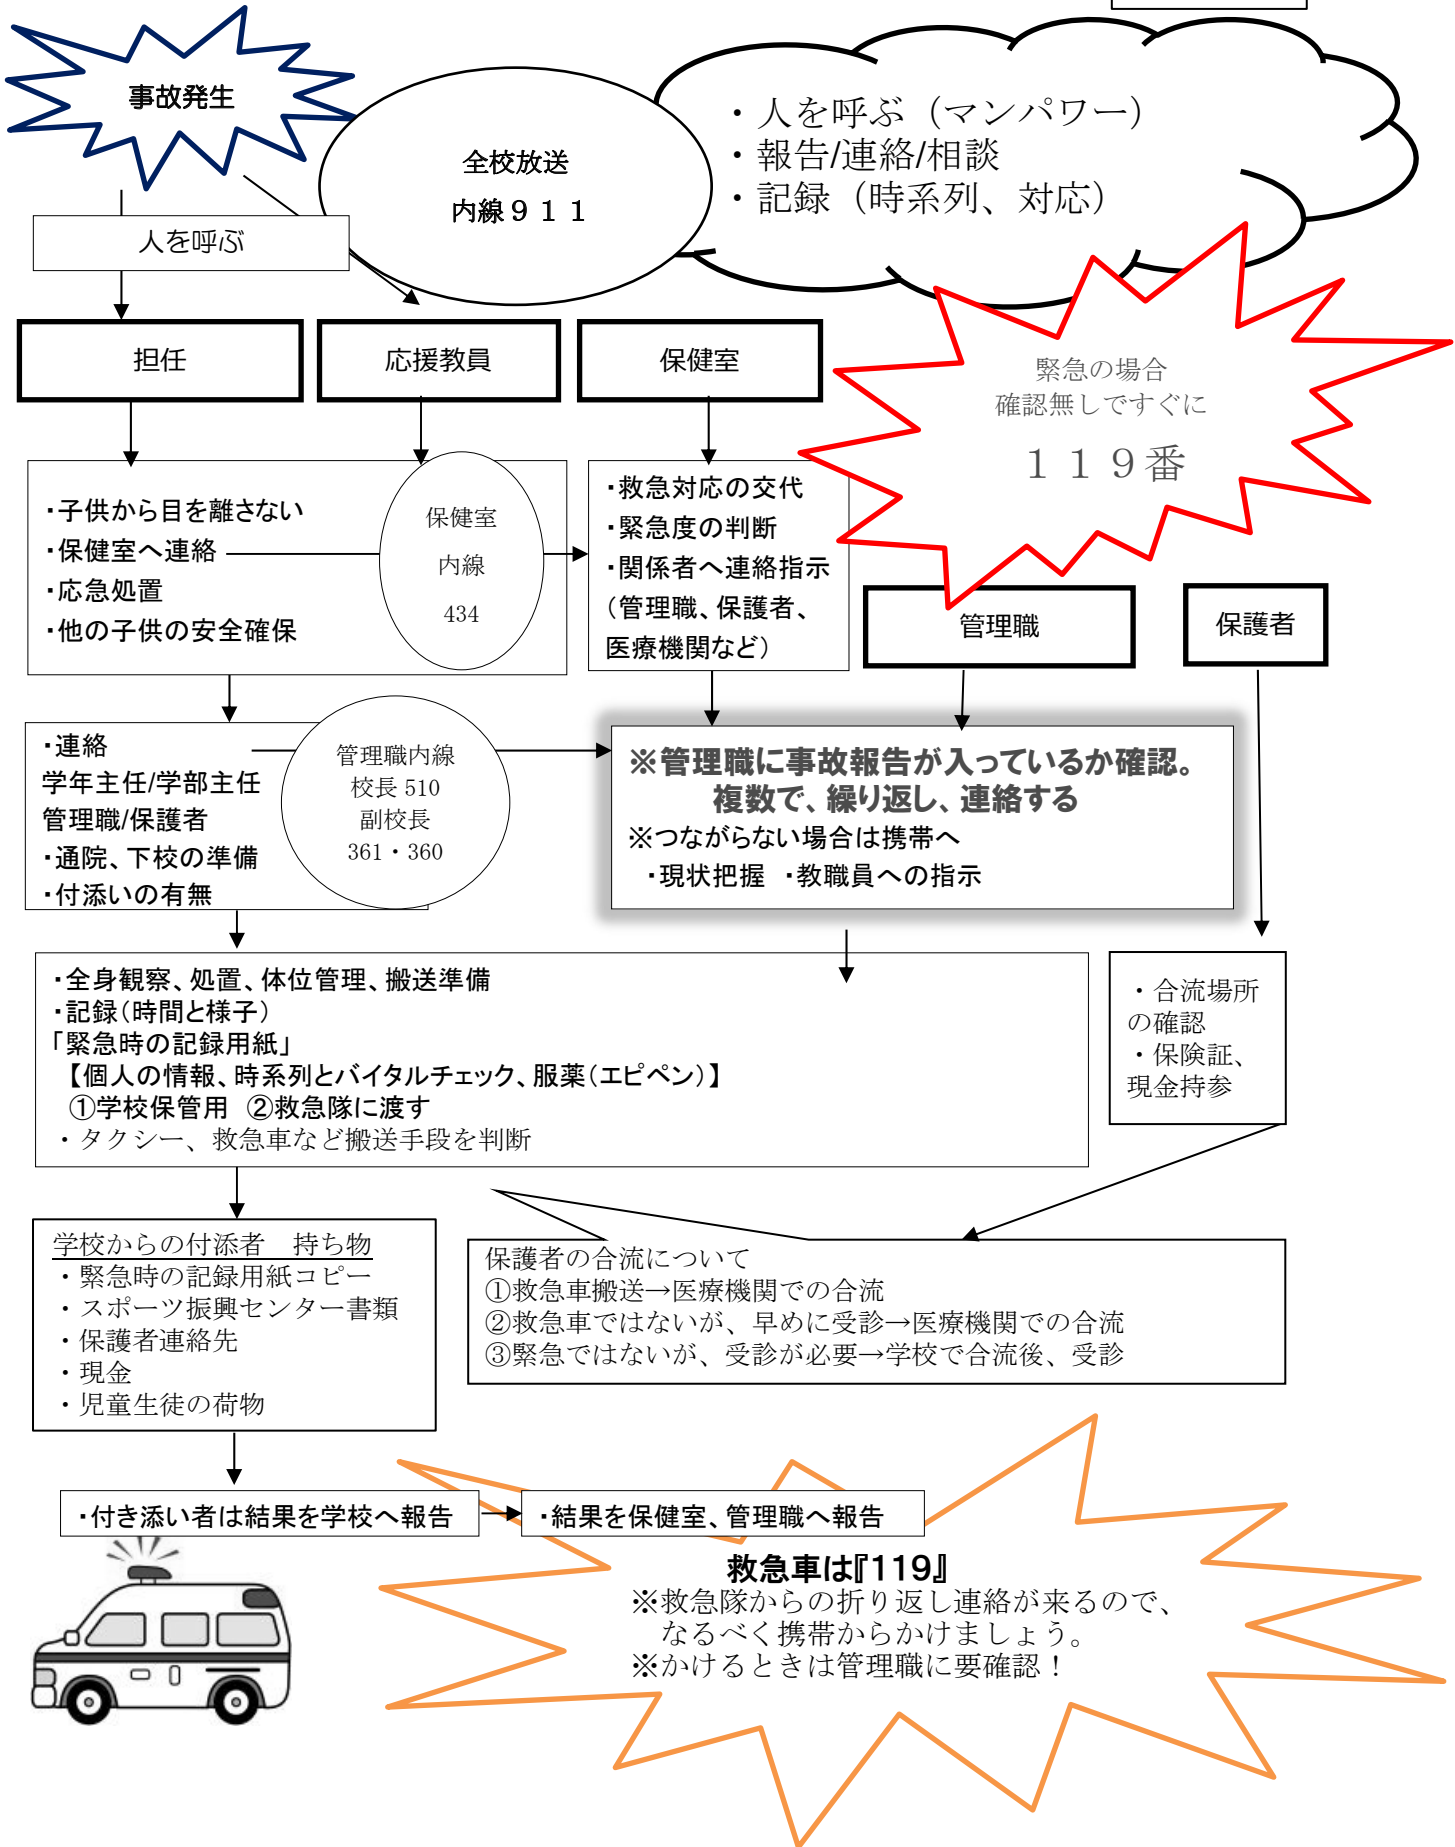 事故発生
全校放送
内線９１１
・人を呼ぶ（マンパワー）
・報告/連絡/相談
・記録（時系列、対応）
人を呼ぶ
担任
応援教員
保健室
緊急の場合
確認無しですぐに
１１９番
・子供から目を離さない
・保健室へ連絡
・応急処置
・他の子供の安全確保
保健室
内線
434
・救急対応の交代
・緊急度の判断
・関係者へ連絡指示
（管理職、保護者、
医療機関など）
管理職
保護者
・連絡
学年主任/学部主任
管理職/保護者
・通院、下校の準備
・付添いの有無
管理職内線
校長 510
副校長
361・360
※管理職に事故報告が入っているか確認。
複数で、繰り返し、連絡する
※つながらない場合は携帯へ
・現状把握　・教職員への指示
・全身観察、処置、体位管理、搬送準備
・記録（時間と様子）
「緊急時の記録用紙」
【個人の情報、時系列とバイタルチェック、服薬（エピペン）】
①学校保管用　②救急隊に渡す
・タクシー、救急車など搬送手段を判断
・合流場所
の確認
・保険証、
現金持参
学校からの付添者　持ち物
・緊急時の記録用紙コピー
・スポーツ振興センター書類
・保護者連絡先
・現金
・児童生徒の荷物
保護者の合流について
①救急車搬送→医療機関での合流
②救急車ではないが、早めに受診→医療機関での合流
③緊急ではないが、受診が必要→学校で合流後、受診
・付き添い者は結果を学校へ報告
・結果を保健室、管理職へ報告
救急車は『119』
※救急隊からの折り返し連絡が来るので、
なるべく携帯からかけましょう。
※かけるときは管理職に要確認！